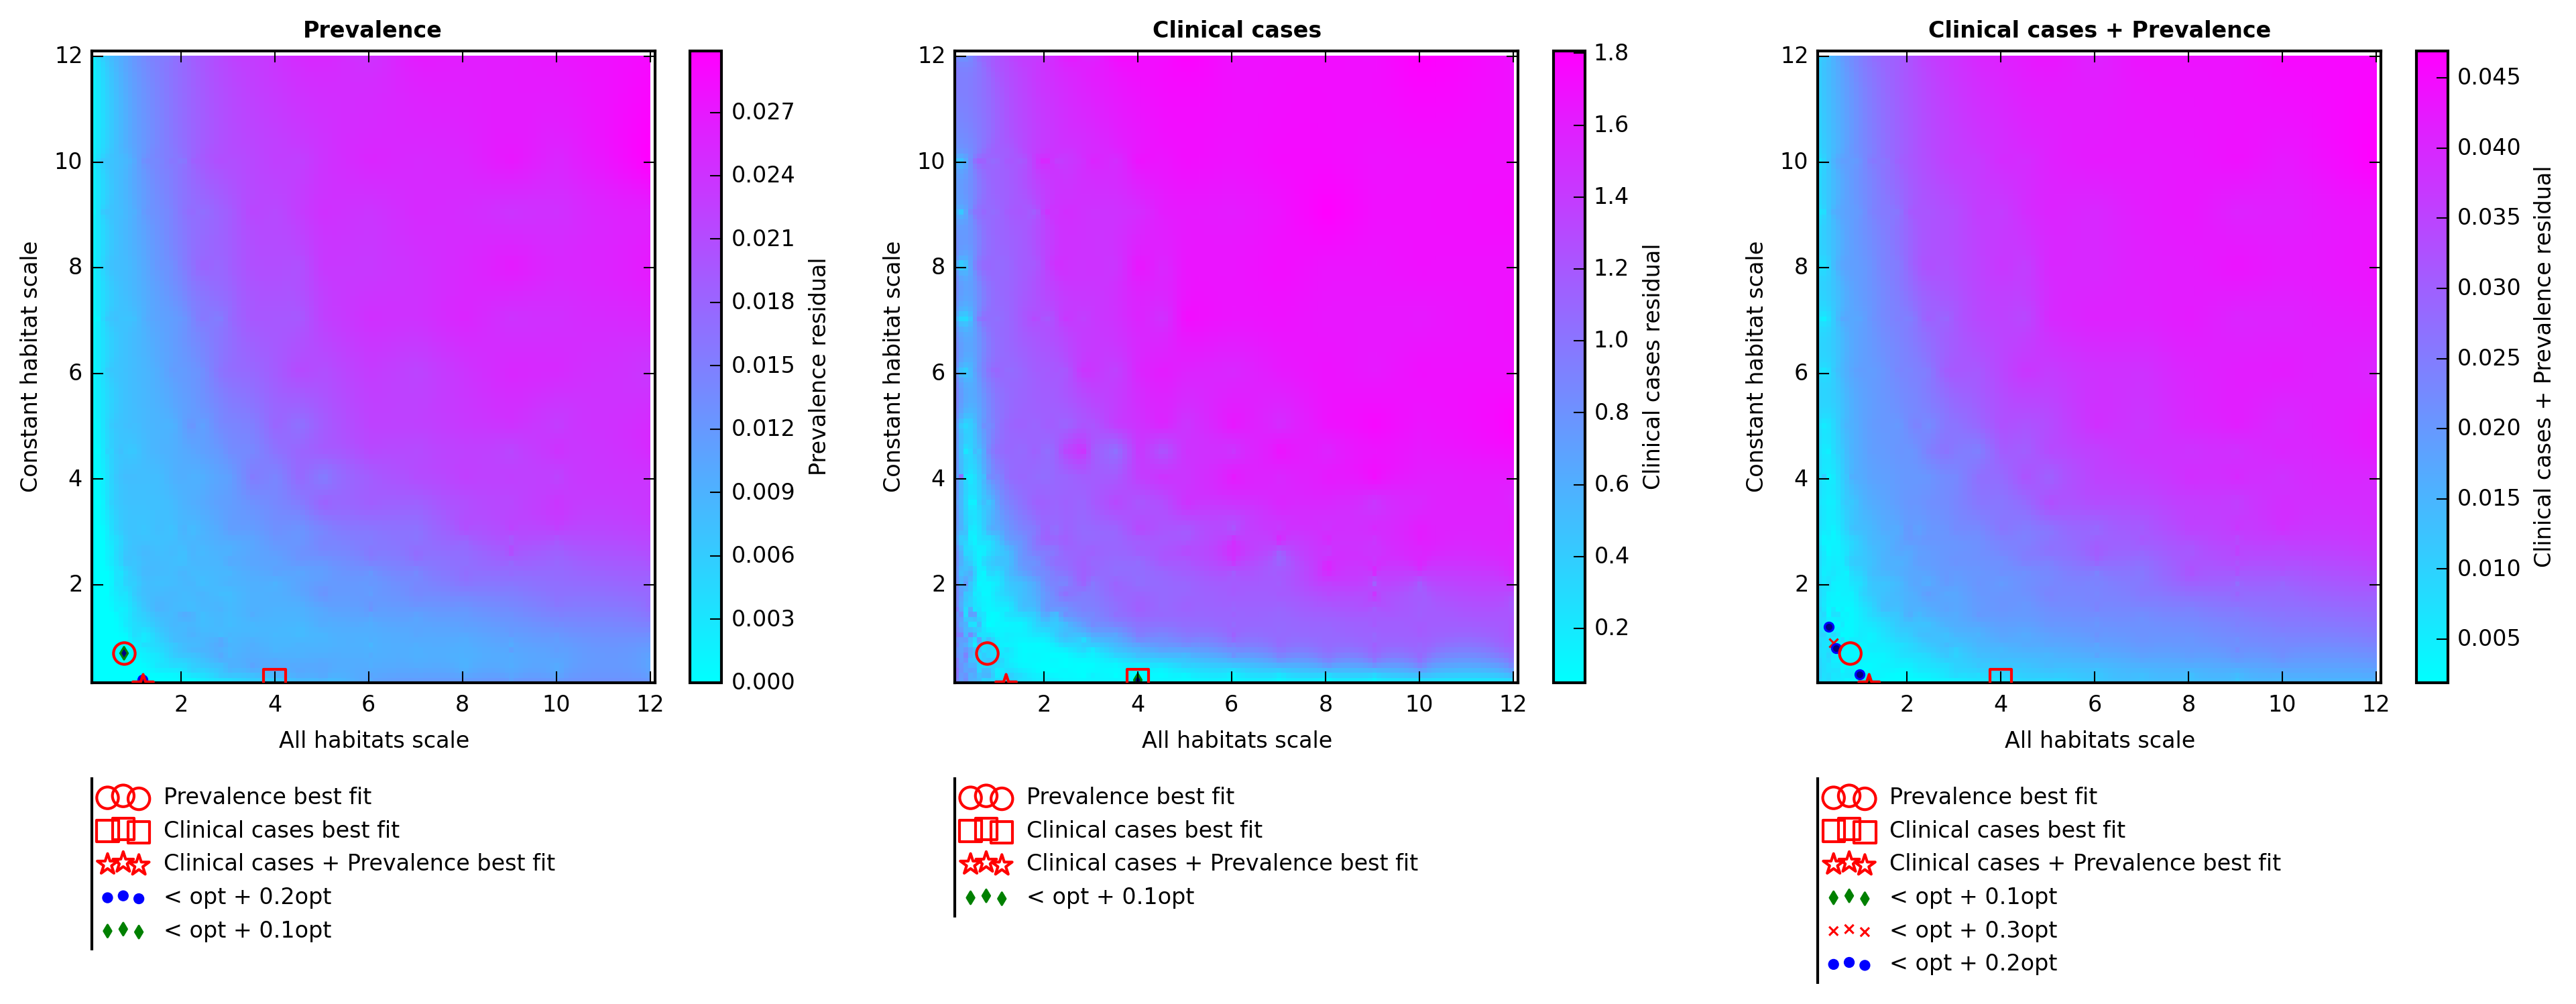 Prevalence
12
10
8
6
4
2
Constant habitat scale
2 4 6 8 10 12
All habitats scale
0.027
0.024
0.021
0.018
0.015
0.012
0.009
0.006
0.003
0.000
Prevalence residual
Prevalence best fit
Clinical cases best fit
Clinical cases + Prevalence best fit
< opt + 0.2opt
< opt + 0.1opt
Clinical cases
12
10
8
6
4
2
Constant habitat scale
2 4 6 8 10 12
All habitats scale
1.8
1.6
1.4
1.2
1.0
0.8
0.6
0.4
0.2
Clinical cases residual
Prevalence best fit
Clinical cases best fit
Clinical cases + Prevalence best fit
< opt + 0.1opt
Clinical cases + Prevalence
12
10
8
6
4
2
Constant habitat scale
2 4 6 8 10 12
All habitats scale
0.045
0.040
0.035
0.030
0.025
0.020
0.015
0.010
0.005
Clinical cases + Prevalence residual
Prevalence best fit
Clinical cases best fit
Clinical cases + Prevalence best fit
< opt + 0.1opt
< opt + 0.3opt
< opt + 0.2opt